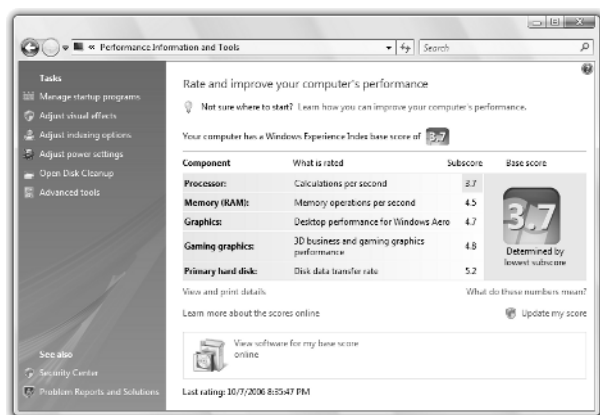 Performance Information and Tools
Search
Tasks
Manage startup programs
Adjust visual effects
Adjust indexing options
Adjust power settings
Open Disk Cleanup
Advanced tools
See also
Security Center
Problem Reports and Solutions
Rate and improve your computer's performance
Not sure where to start? Learn how you can improve your computer's performance.
Your computer has a Windows Experience Index base score of 3.7
Component What is rated Subscore Base score
Processor: Calculations per second 3.7
Memory (RAM): Memory operations per second 4.5
Graphics: Desktop performance for Windows Aero 4.7
Gaming graphics: 3D business and gaming graphics
performance 4.8
Primary hard disk: Disk data transfer rate 5.2
3.7
Determined by
lowest subscore
View and print details What do these numbers mean?
Learn more about the scores online Update my score
View software for my base score
online
Last rating: 10/7/2006 8:35:47 PM